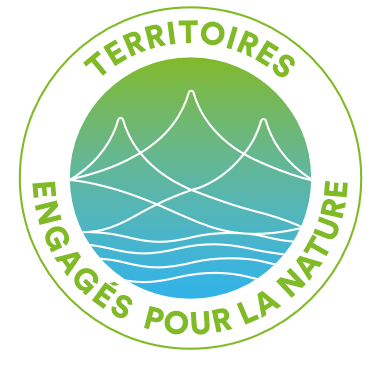 TERRITOIRES
ENGAGÉS POUR LA NATURE